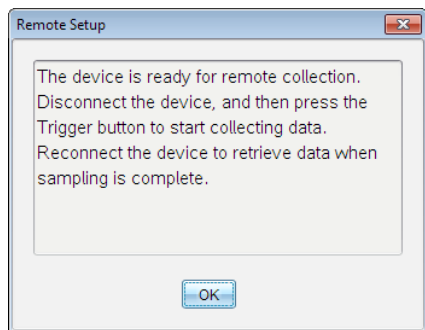 Remote Setup
The device is ready for remote collection.
Disconnect the device, and then press the
Trigger button to start collecting data.
Reconnect the device to retrieve data when
sampling is complete.
OK